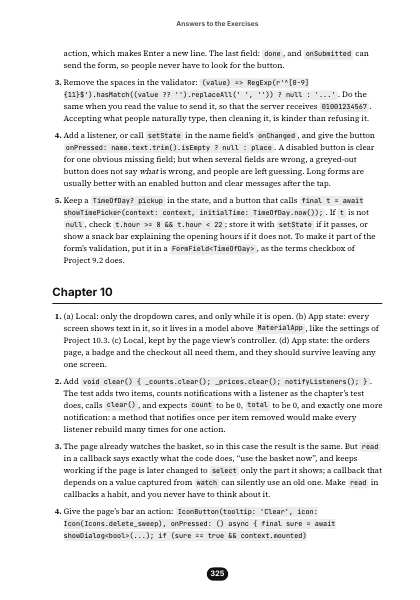 Answers to the Exercises
action, which makes Enter a new line. The last field: done, and onSubmitted can
send the form, so people never have to look for the button.
3. Remove the spaces in the validator: (value) => RegExp(r'^[0-9]
{11}$').hasMatch((value ?? '').replaceAll(' ', '')) ? null : '...'. Do the
same when you read the value to send it, so that the server receives 01001234567.
Accepting what people naturally type, then cleaning it, is kinder than refusing it.
4. Add a listener, or call setState in the name field's onChanged, and give the button
onPressed: name.text.trim().isEmpty ? null : place. A disabled button is clear
for one obvious missing field; but when several fields are wrong, a greyed-out
button does not say what is wrong, and people are left guessing. Long forms are
usually better with an enabled button and clear messages after the tap.
5. Keep a TimeOfDay? pickup in the state, and a button that calls final t = await
showTimePicker(context: context, initialTime: TimeOfDay.now());. If t is not
null, check t.hour >= 8 && t.hour < 22; store it with setState if it passes, or
show a snack bar explaining the opening hours if it does not. To make it part of the
form's validation, put it in a FormField<TimeOfDay>, as the terms checkbox of
Project 9.2 does.
Chapter 10
1. (a) Local: only the dropdown cares, and only while it is open. (b) App state: every
screen shows text in it, so it lives in a model above MaterialApp, like the settings of
Project 10.3. (c) Local, kept by the page view's controller. (d) App state: the orders
page, a badge and the checkout all need them, and they should survive leaving any
one screen.
2. Add void clear() { _counts.clear(); _prices.clear(); notifyListeners(); }.
The test adds two items, counts notifications with a listener as the chapter's test
does, calls clear(), and expects count to be 0, total to be 0, and exactly one more
notification: a method that notifies once per item removed would make every
listener rebuild many times for one action.
3. The page already watches the basket, so in this case the result is the same. But read
in a callback says exactly what the code does, "use the basket now", and keeps
working if the page is later changed to select only the part it shows; a callback that
depends on a value captured from watch can silently use an old one. Make read in
callbacks a habit, and you never have to think about it.
4. Give the page's bar an action: IconButton(tooltip: 'Clear', icon:
Icon(Icons.delete_sweep), onPressed: () async { final sure = await
showDialog<bool>(...); if (sure == true && context.mounted)
325